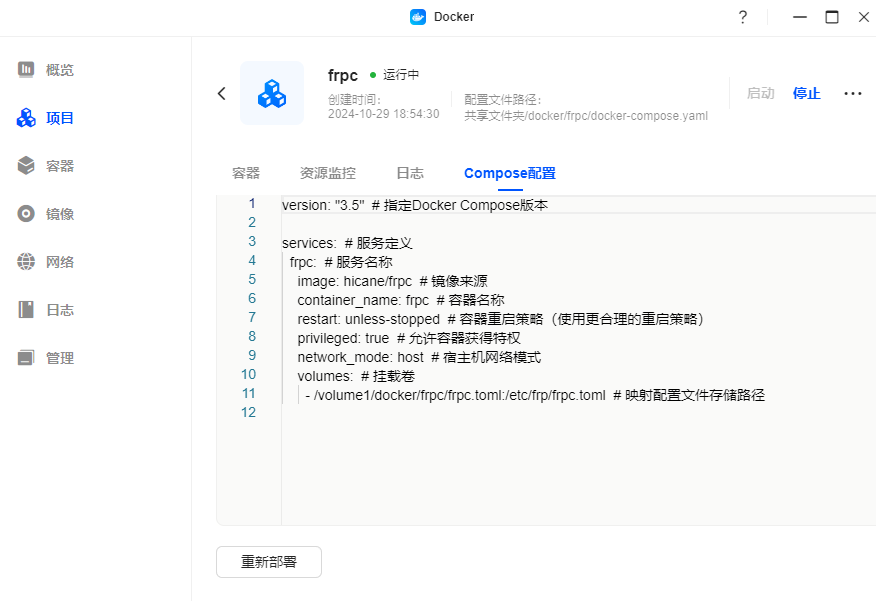 Docker
?
概览
项目
容器
镜像
网络
日志
管理
frpc 运行中
创建时间:
2024-10-29 18:54:30
配置文件路径:
共享文件夹/docker/frpc/docker-compose.yaml
启动 停止 ...
容器 资源监控 日志 Compose配置
1 version: "3.5"  # 指定Docker Compose版本
2
3 services:  # 服务定义
4   frpc:  # 服务名称
5     image: hicane/frpc  # 镜像来源
6     container_name: frpc  # 容器名称
7     restart: unless-stopped  # 容器重启策略（使用更合理的重启策略）
8     privileged: true  # 允许容器获得特权
9     network_mode: host  # 宿主机网络模式
10     volumes:  # 挂载卷
11       - /volume1/docker/frpc/frpc.toml:/etc/frp/frpc.toml  # 映射配置文件存储路径
12
重新部署